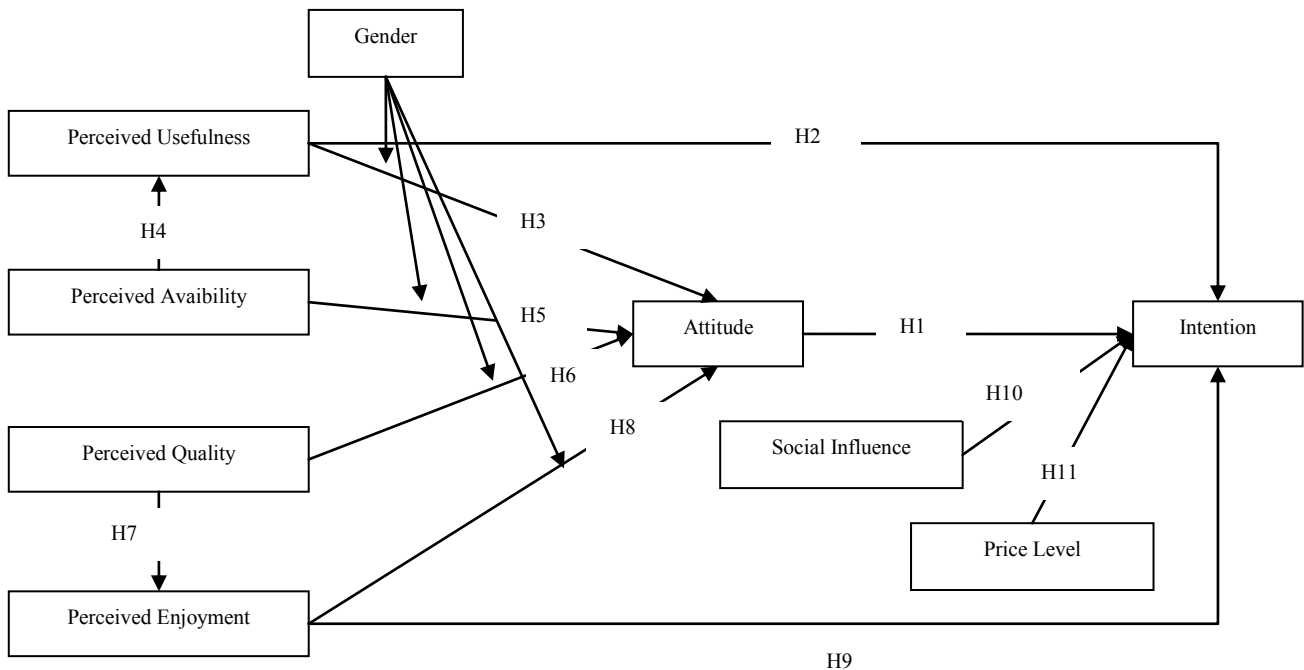 Gender
Perceived Usefulness
H2
H3
H4
Perceived Avaibility
H5
Attitude
H1
Intention
H6
H10
H8
Perceived Quality
Social Influence
H11
H7
Price Level
Perceived Enjoyment
H9